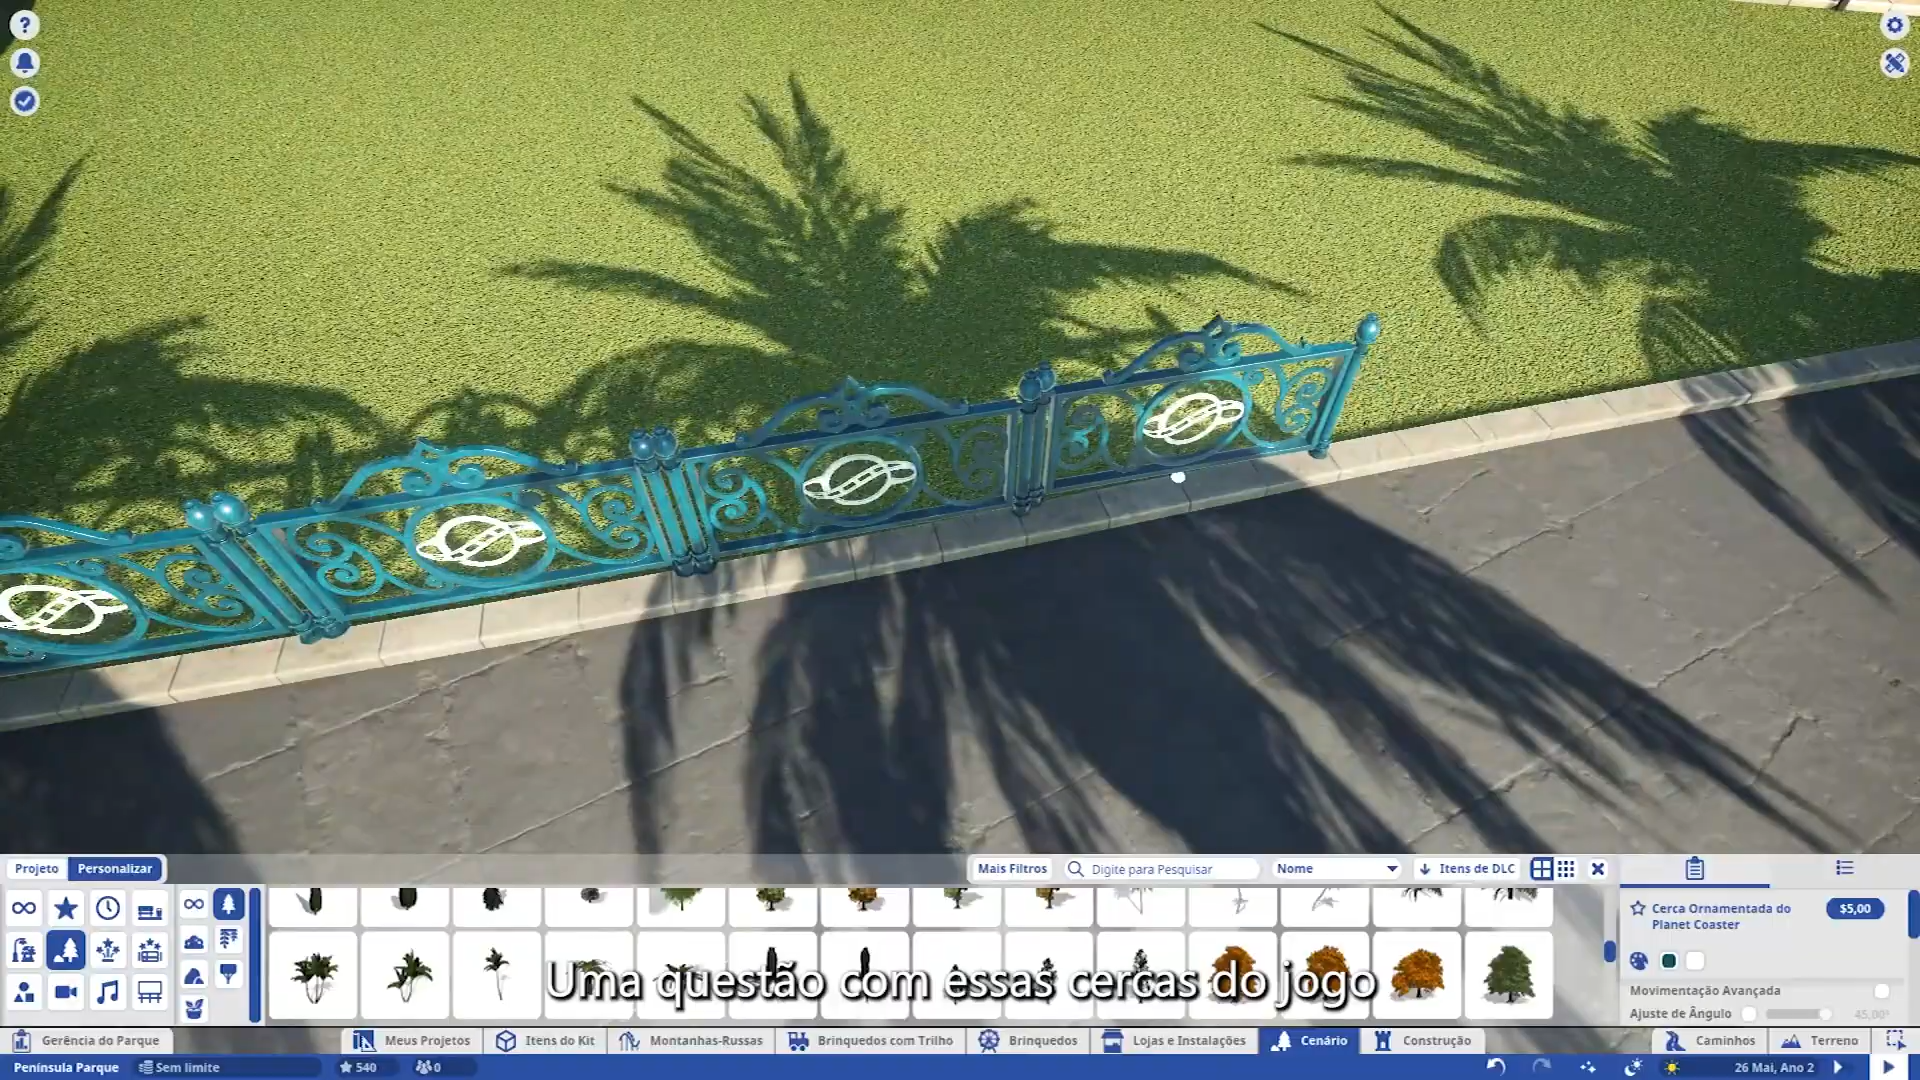 ?
Projeto
Personalizar
Mais Filtros
Digite para Pesquisar
Nome
Itens de DLC
Cerca Ornamentada do
Planet Coaster
$5,00
Movimentação Avançada
Ajuste de Ângulo
45,00°
Uma questão com essas cercas do jogo
Gerência do Parque
Meus Projetos
Itens do Kit
Montanhas-Russas
Brinquedos com Trilho
Brinquedos
Lojas e Instalações
Cenário
Construção
Caminhos
Terreno
Península Parque
Sem limite
540
0
26 Mai, Ano 2